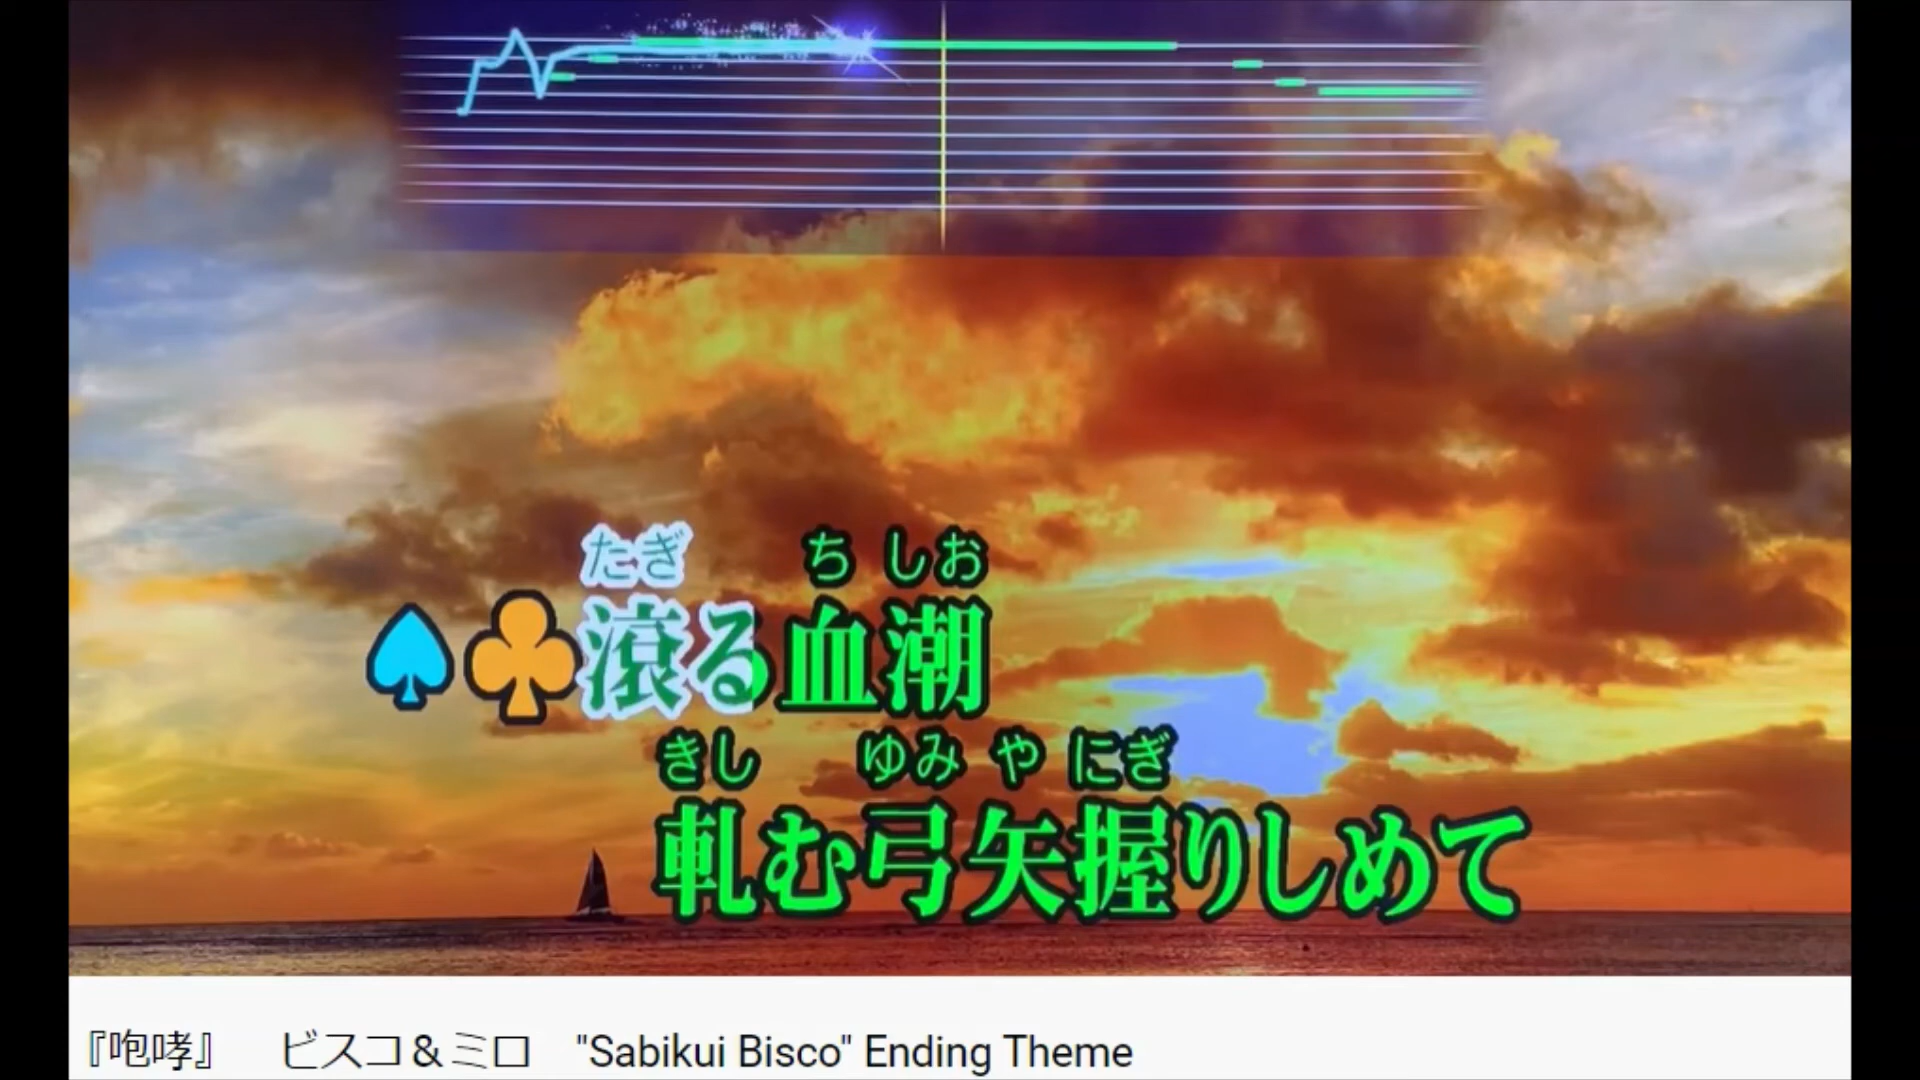 たぎ ち しお
滾る血潮
きし ゆみ や にぎ
軋む弓矢握りしめて
『咆哮』 ビスコ＆ミロ "Sabikui Bisco" Ending Theme